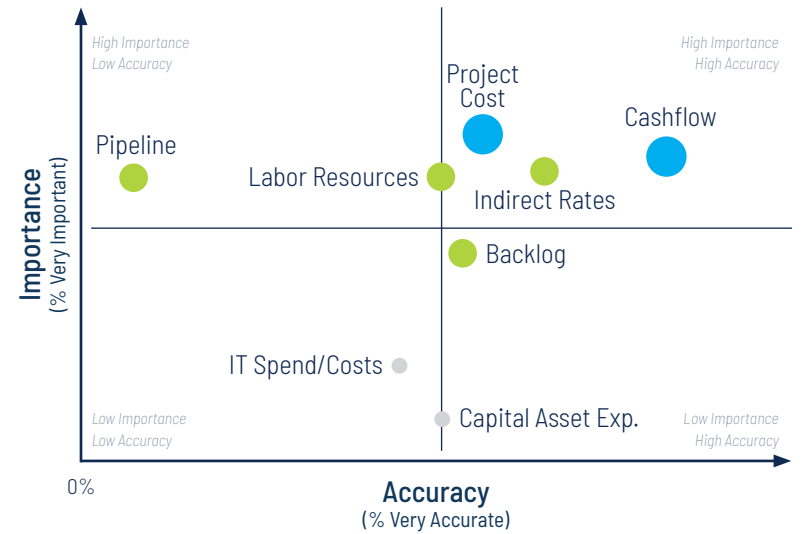 High Importance
Low Accuracy
High Importance
High Accuracy
Project
Cost
Cashflow
Pipeline
Labor Resources
Indirect Rates
Importance
(% Very Important)
Backlog
IT Spend/Costs
Capital Asset Exp.
Low Importance
Low Accuracy
Low Importance
High Accuracy
0%
Accuracy
(% Very Accurate)